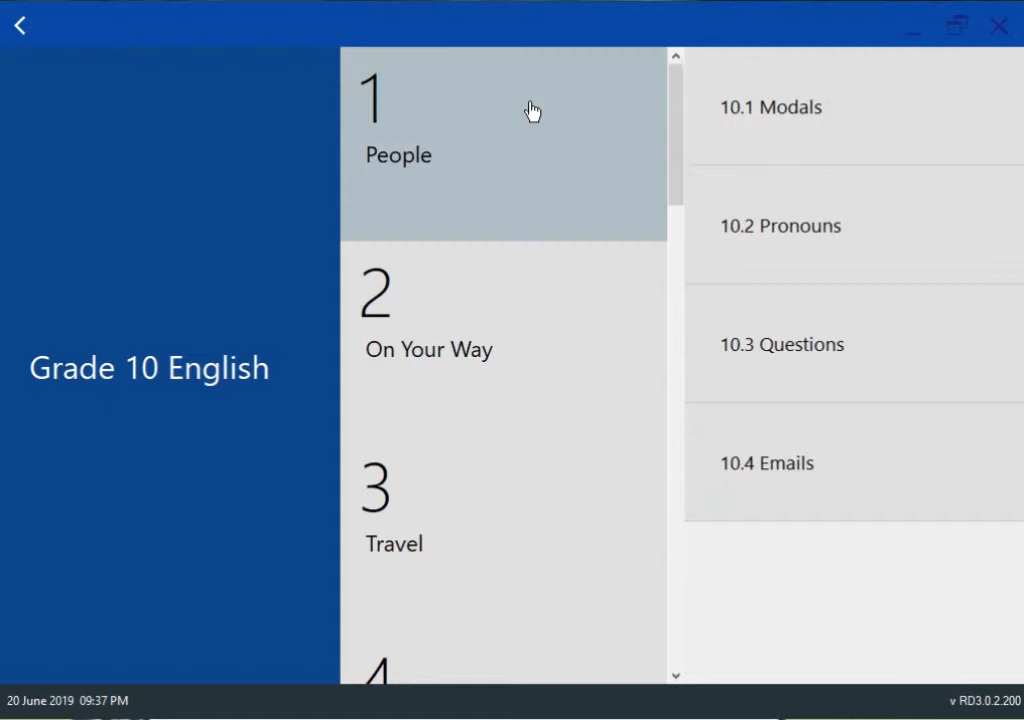 Grade 10 English
1
People
2
On Your Way
3
Travel
4
10.1 Modals
10.2 Pronouns
10.3 Questions
10.4 Emails
20 June 2019 09:37 PM
v RD3.0.2.200